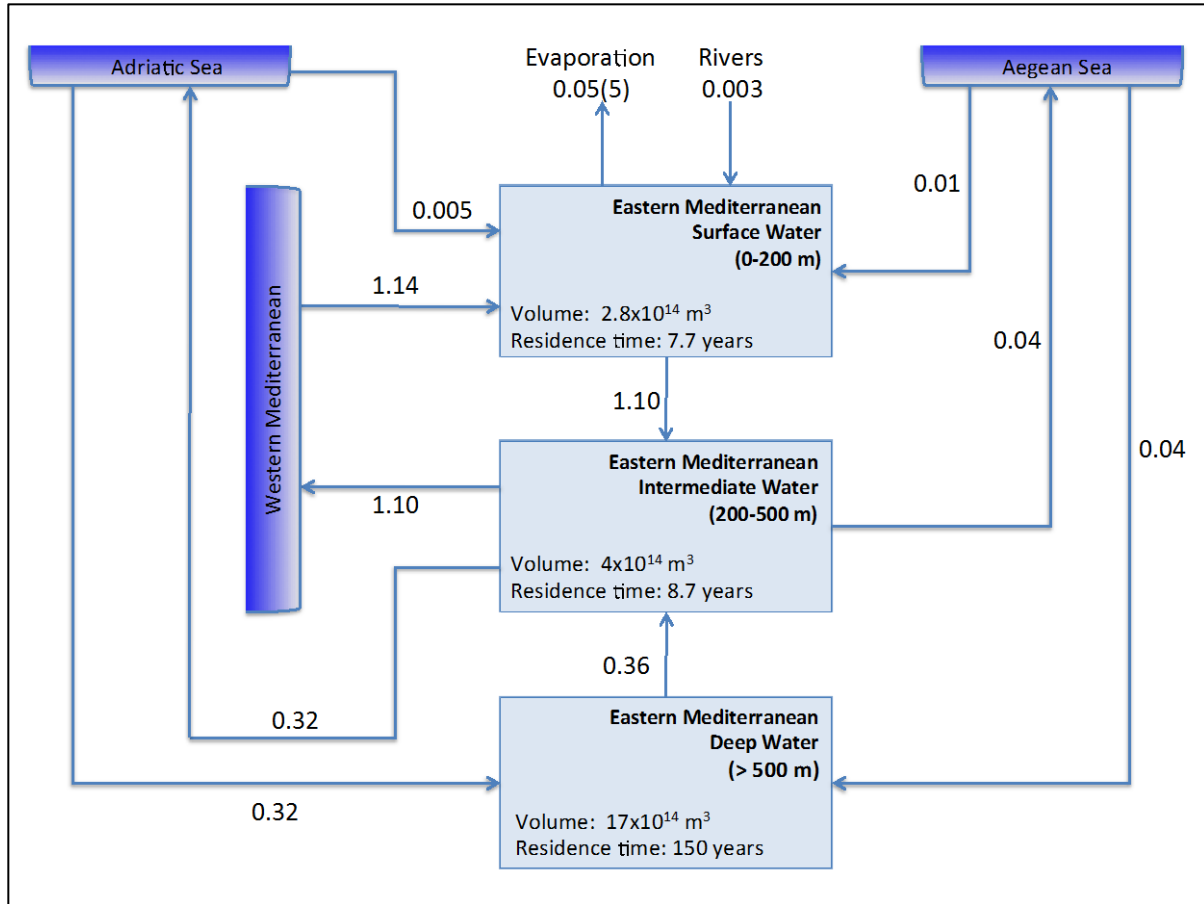 Adriatic Sea
Evaporation
0.05(5)
Rivers
0.003
Aegean Sea
0.005
0.01
Eastern Mediterranean
Surface Water
(0-200 m)
Volume: 2.8x10¹⁴ m³
Residence time: 7.7 years
Western Mediterranean
1.14
0.04
1.10
0.04
Eastern Mediterranean
Intermediate Water
(200-500 m)
Volume: 4x10¹⁴ m³
Residence time: 8.7 years
1.10
0.36
0.32
Eastern Mediterranean
Deep Water
(> 500 m)
Volume: 17x10¹⁴ m³
Residence time: 150 years
0.32